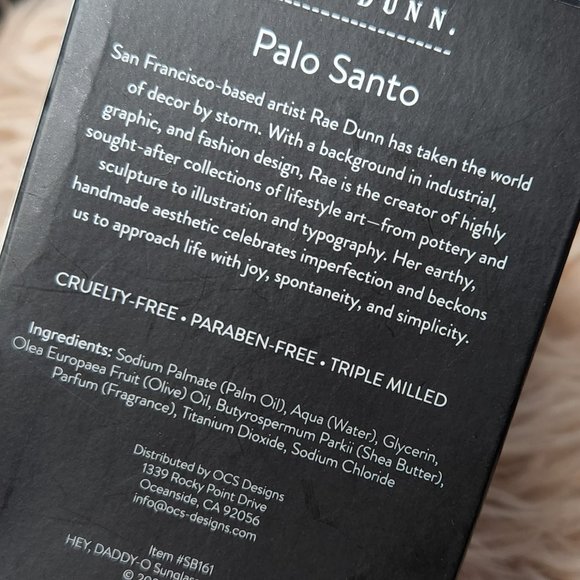 DUNN.
Palo Santo
San Francisco-based artist Rae Dunn has taken the world
of decor by storm. With a background in industrial,
graphic, and fashion design, Rae is the creator of highly
sought-after collections of lifestyle art—from pottery and
sculpture to illustration and typography. Her earthy,
handmade aesthetic celebrates imperfection and beckons
us to approach life with joy, spontaneity, and simplicity.
CRUELTY-FREE • PARABEN-FREE • TRIPLE MILLED
Ingredients: Sodium Palmate (Palm Oil), Aqua (Water), Glycerin,
Olea Europaea Fruit (Olive) Oil, Butyrospermum Parkii (Shea Butter),
Parfum (Fragrance), Titanium Dioxide, Sodium Chloride
Distributed by OCS Designs
1339 Rocky Point Drive
Oceanside, CA 92056
info@ocs-designs.com
Item #SB161
HEY, DADDY-O
©